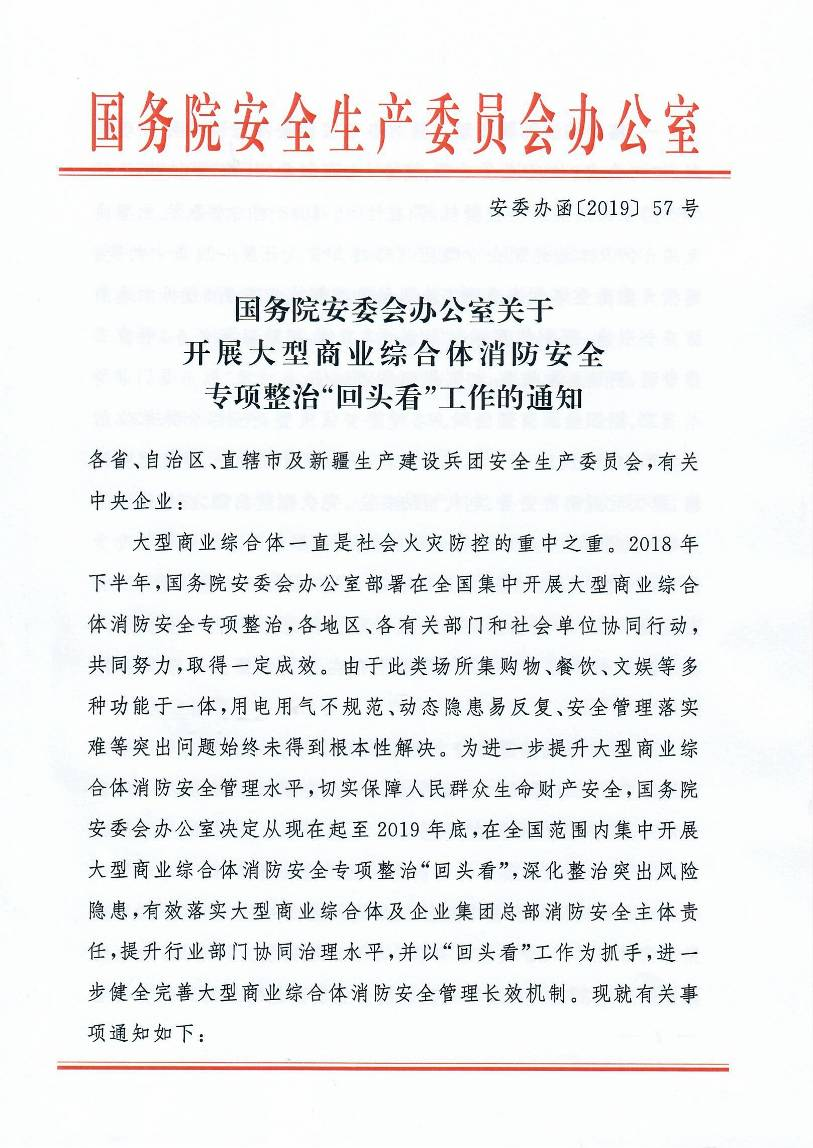 国务院安全生产委员会办公室
安委办函〔2019〕57号
国务院安委会办公室关于
开展大型商业综合体消防安全
专项整治“回头看”工作的通知
各省、自治区、直辖市及新疆生产建设兵团安全生产委员会,有关
中央企业:
大型商业综合体一直是社会火灾防控的重中之重。2018年
下半年,国务院安委会办公室部署在全国集中开展大型商业综合
体消防安全专项整治,各地区、各有关部门和社会单位协同行动,
共同努力,取得一定成效。由于此类场所集购物、餐饮、文娱等多
种功能于一体,用电用气不规范、动态隐患易反复、安全管理落实
难等突出问题始终未得到根本性解决。为进一步提升大型商业综
合体消防安全管理水平,切实保障人民群众生命财产安全,国务院
安委会办公室决定从现在起至2019年底,在全国范围内集中开展
大型商业综合体消防安全专项整治“回头看”,深化整治突出风险
隐患,有效落实大型商业综合体及企业集团总部消防安全主体责
任,提升行业部门协同治理水平,并以“回头看”工作为抓手,进一
步健全完善大型商业综合体消防安全管理长效机制。现就有关事
项通知如下: